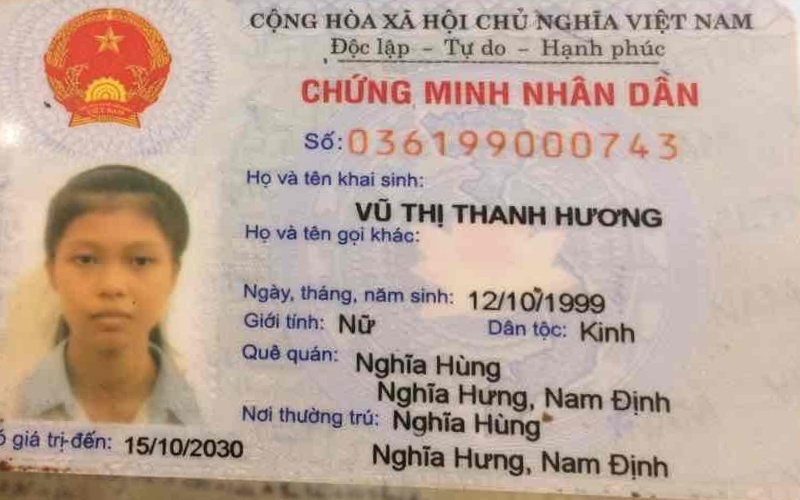 CỘNG HÒA XÃ HỘI CHỦ NGHĨA VIỆT NAM
Độc lập – Tự do – Hạnh phúc
CHỨNG MINH NHÂN DÂN
Số: 036199000743
Họ và tên khai sinh:
VŨ THỊ THANH HƯƠNG
Họ và tên gọi khác:
Ngày, tháng, năm sinh: 12/10/1999
Giới tính: Nữ Dân tộc: Kinh
Quê quán: Nghĩa Hùng
Nghĩa Hưng, Nam Định
Nơi thường trú: Nghĩa Hùng
Nghĩa Hưng, Nam Định
giá trị đến: 15/10/2030